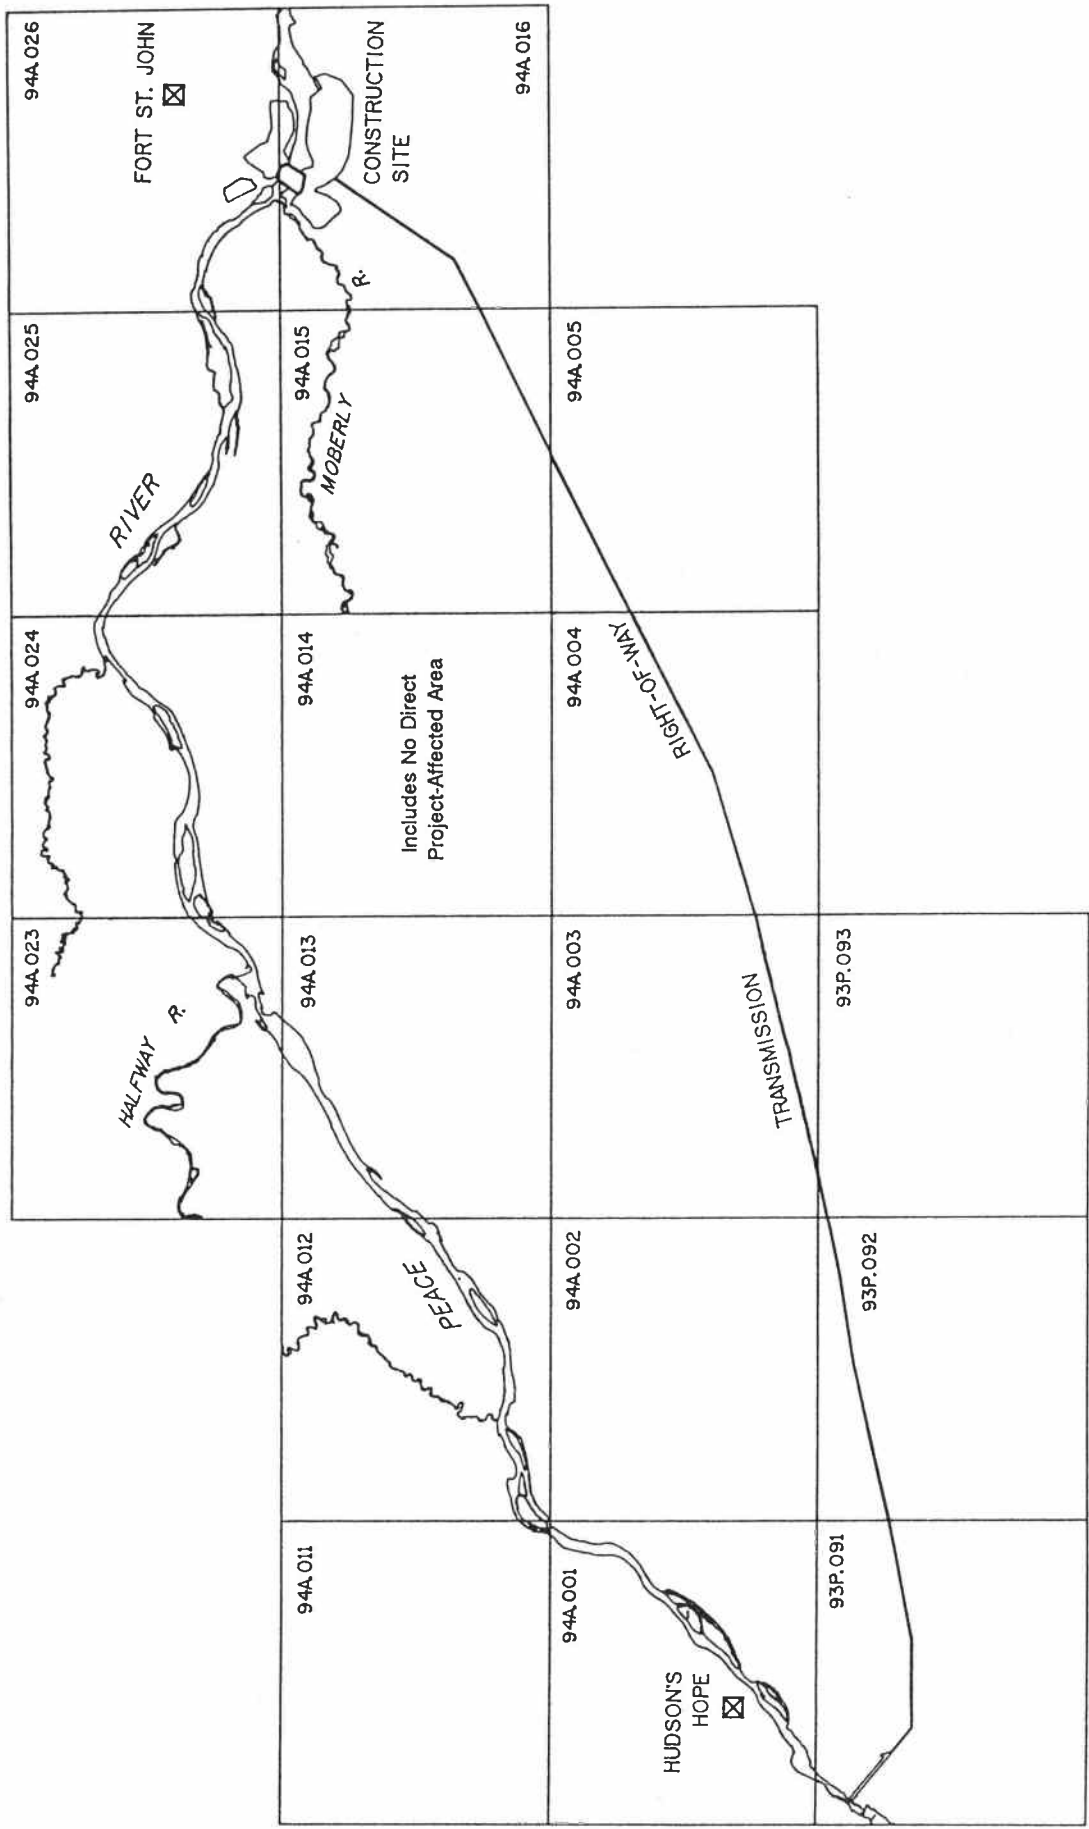 94A.023
94A.024
94A.025
94A.026
HALFWAY R.
RIVER
FORT ST. JOHN
94A.011
94A.012
94A.013
94A.014
94A.015
94A.016
PEACE
Includes No Direct
Project-Affected Area
MOBERLY R.
CONSTRUCTION
SITE
94A.001
94A.002
94A.003
94A.004
94A.005
HUDSON'S
HOPE
TRANSMISSION
RIGHT-OF-WAY
93P.091
93P.092
93P.093